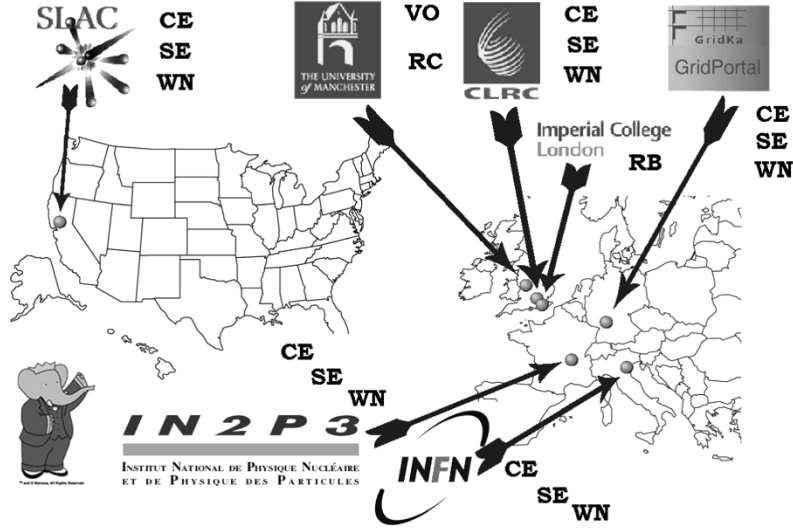 SLAC
CE
SE
WN
THE UNIVERSITY
of MANCHESTER
VO
RC
CLRC
CE
SE
WN
GridKa
GridPortal
CE
SE
WN
Imperial College
London
RB
CE
SE
WN
IN2P3
INSTITUT NATIONAL DE PHYSIQUE NUCLÉAIRE
ET DE PHYSIQUE DES PARTICULES
INFN
CE
SE
WN